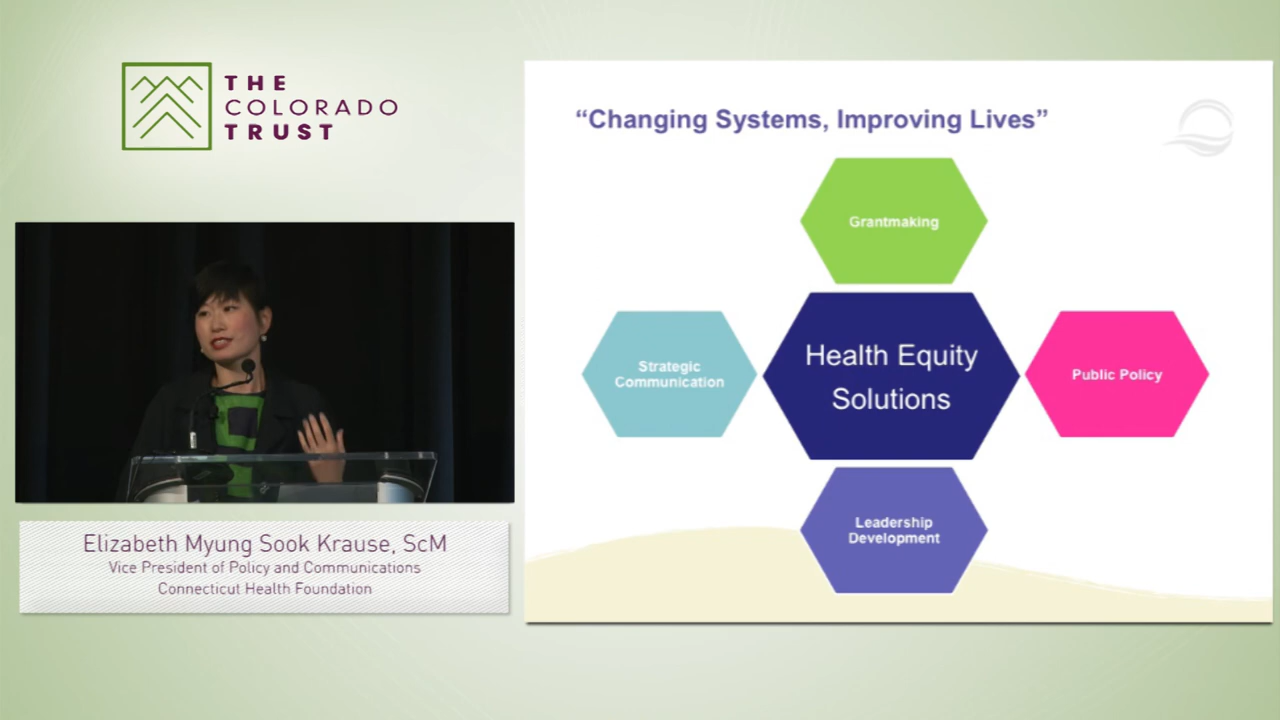 THE
COLORADO
TRUST
Elizabeth Myung Sook Krause, ScM
Vice President of Policy and Communications
Connecticut Health Foundation
“Changing Systems, Improving Lives”
Grantmaking
Strategic
Communication
Health Equity
Solutions
Public Policy
Leadership
Development